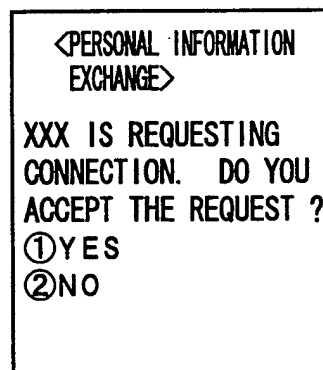 <PERSONAL INFORMATION
EXCHANGE>
XXX IS REQUESTING
CONNECTION. DO YOU
ACCEPT THE REQUEST ?
①YES
②NO